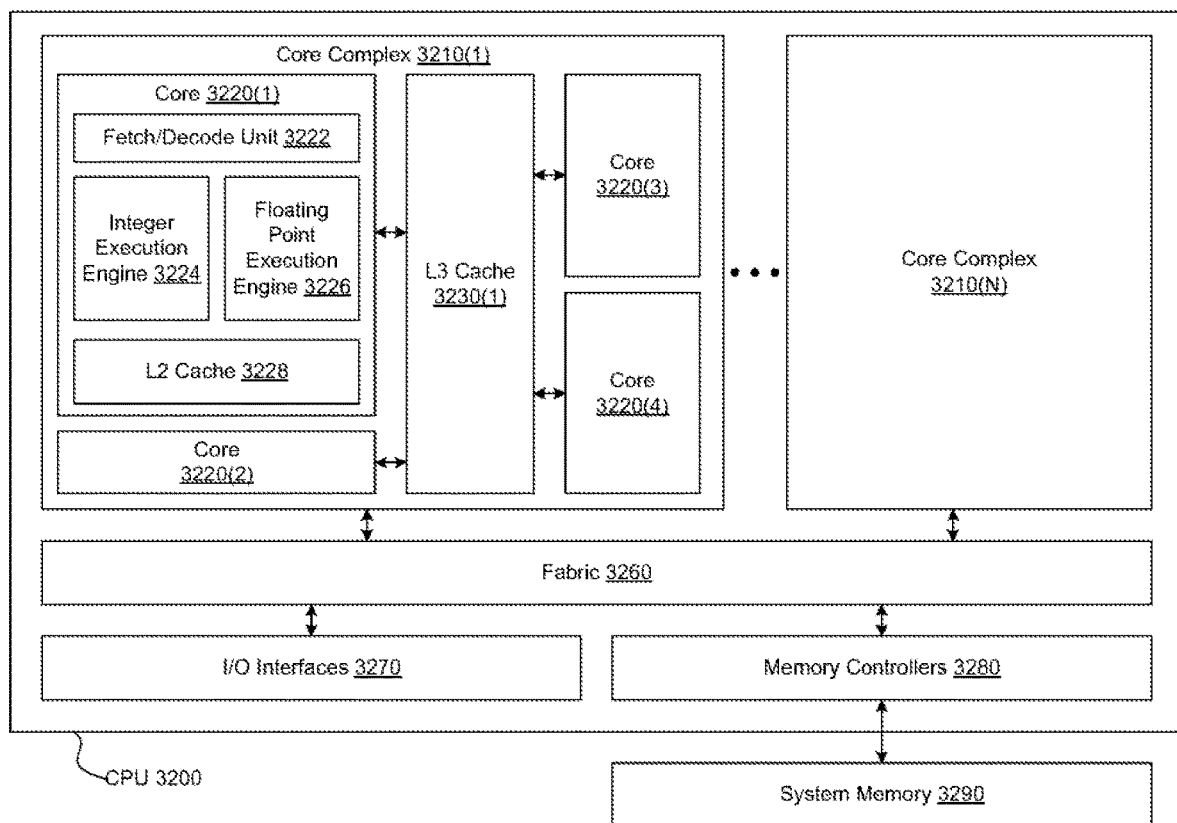 Core Complex 3210(1)
Core 3220(1)
Fetch/Decode Unit 3222
Integer
Execution
Engine 3224
Floating
Point
Execution
Engine 3226
L2 Cache 3228
Core
3220(2)
L3 Cache
3230(1)
Core
3220(3)
Core
3220(4)
Core Complex
3210(N)
Fabric 3260
I/O Interfaces 3270
Memory Controllers 3280
CPU 3200
System Memory 3290